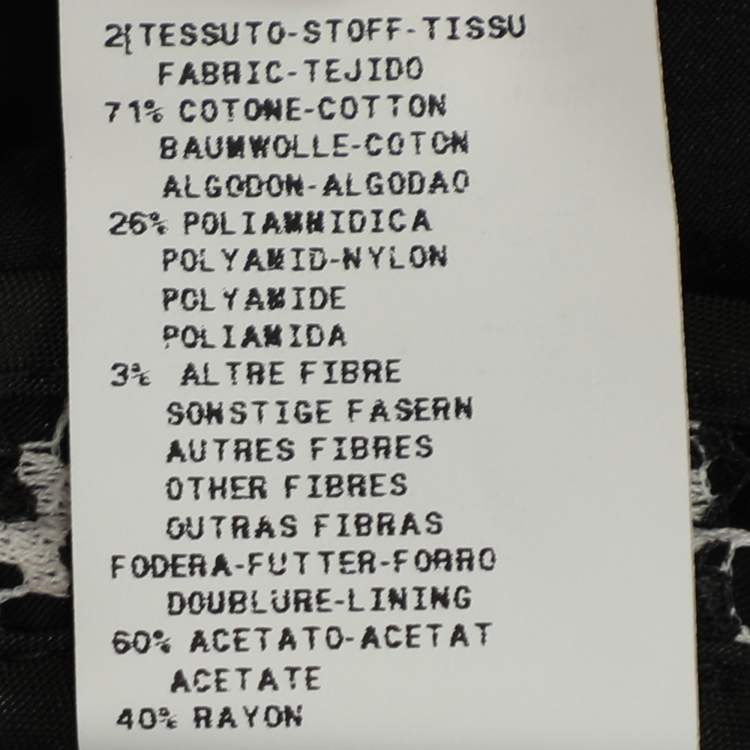 2{TESSUTO-STOFF-TISSU
FABRIC-TEJIDO
71% COTONE-COTTON
BAUMWOLLE-COTON
ALGODON-ALGODAO
26% POLIAMMIDICA
POLYAMID-NYLON
POLYAMIDE
POLIAMIDA
3% ALTRE FIBRE
SONSTIGE FASERN
AUTRES FIBRES
OTHER FIBRES
OUTRAS FIBRAS
FODERA-FUTTER-FORRO
DOUBLURE-LINING
60% ACETATO-ACETAT
ACETATE
40% RAYON